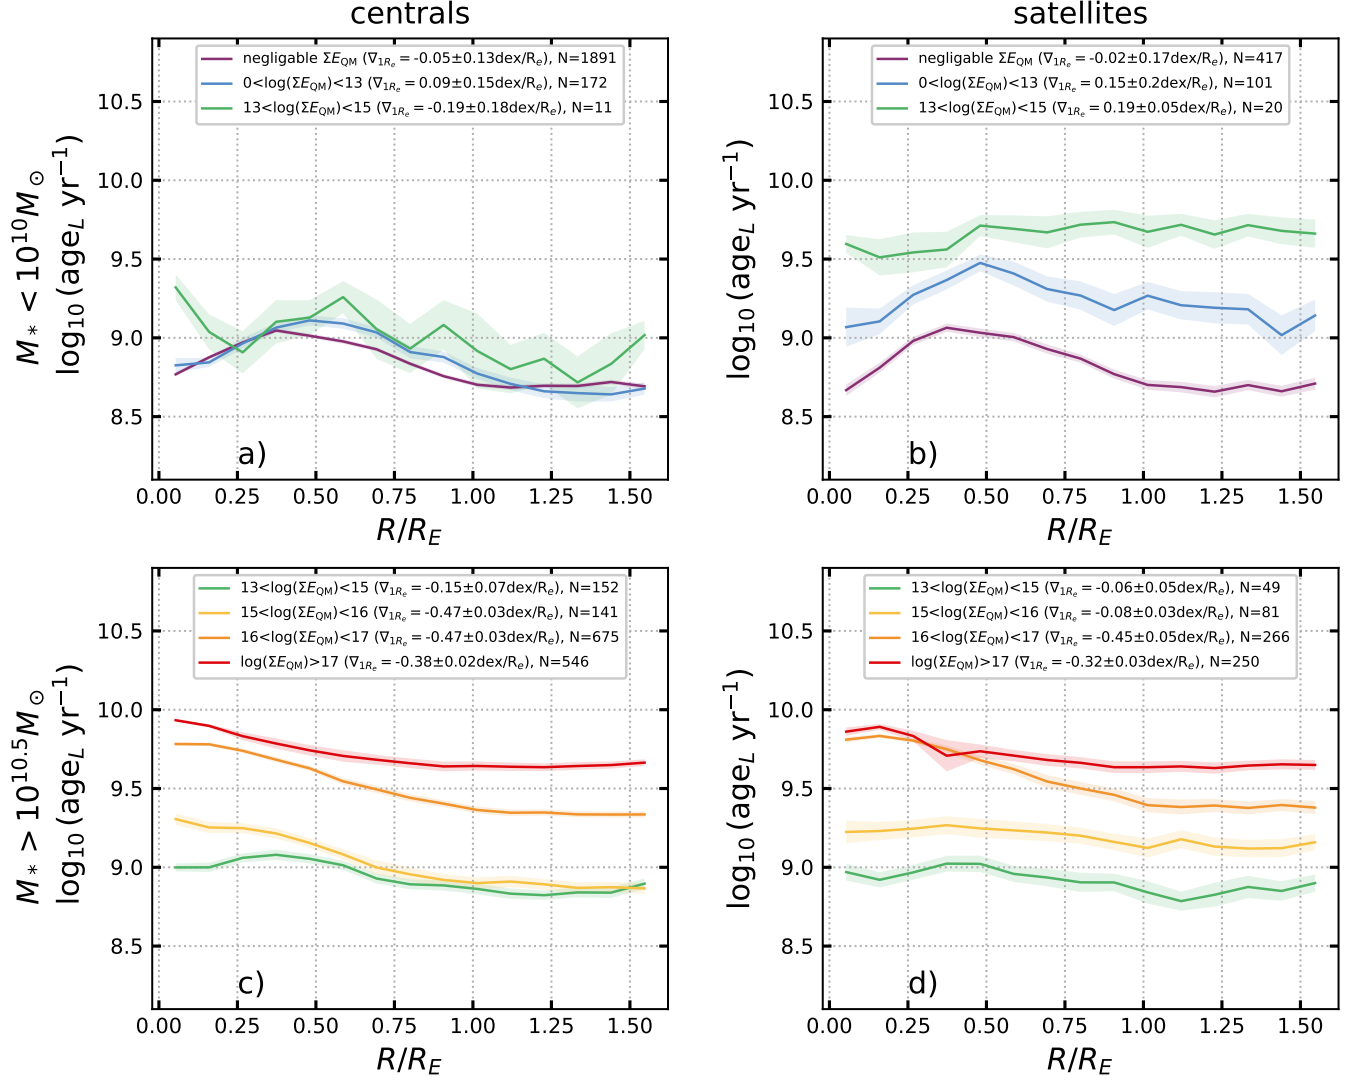 centrals
satellites
negligable ΣE_QM (∇_1Re = -0.05±0.13dex/R_e), N=1891
0<log(ΣE_QM)<13 (∇_1Re = 0.09±0.15dex/R_e), N=172
13<log(ΣE_QM)<15 (∇_1Re = -0.19±0.18dex/R_e), N=11
M_* < 10^10 M_⊙
log_10 (age_L yr^−1)
10.5
10.0
9.5
9.0
8.5
a)
0.00 0.25 0.50 0.75 1.00 1.25 1.50
R/R_E
negligable ΣE_QM (∇_1Re = -0.02±0.17dex/R_e), N=417
0<log(ΣE_QM)<13 (∇_1Re = 0.15±0.2dex/R_e), N=101
13<log(ΣE_QM)<15 (∇_1Re = 0.19±0.05dex/R_e), N=20
log_10 (age_L yr^−1)
10.5
10.0
9.5
9.0
8.5
b)
0.00 0.25 0.50 0.75 1.00 1.25 1.50
R/R_E
13<log(ΣE_QM)<15 (∇_1Re = -0.15±0.07dex/R_e), N=152
15<log(ΣE_QM)<16 (∇_1Re = -0.47±0.03dex/R_e), N=141
16<log(ΣE_QM)<17 (∇_1Re = -0.47±0.03dex/R_e), N=675
log(ΣE_QM)>17 (∇_1Re = -0.38±0.02dex/R_e), N=546
M_* > 10^10.5 M_⊙
log_10 (age_L yr^−1)
10.5
10.0
9.5
9.0
8.5
c)
0.00 0.25 0.50 0.75 1.00 1.25 1.50
R/R_E
13<log(ΣE_QM)<15 (∇_1Re = -0.06±0.05dex/R_e), N=49
15<log(ΣE_QM)<16 (∇_1Re = -0.08±0.03dex/R_e), N=81
16<log(ΣE_QM)<17 (∇_1Re = -0.45±0.05dex/R_e), N=266
log(ΣE_QM)>17 (∇_1Re = -0.32±0.03dex/R_e), N=250
log_10 (age_L yr^−1)
10.5
10.0
9.5
9.0
8.5
d)
0.00 0.25 0.50 0.75 1.00 1.25 1.50
R/R_E